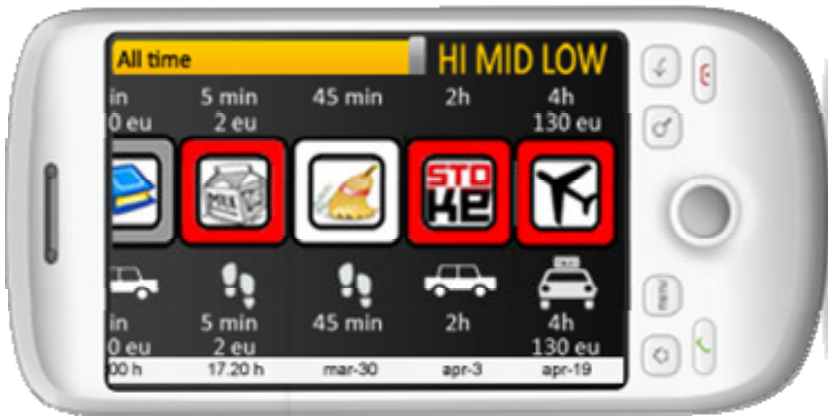 All time HI MID LOW
in 5 min 45 min 2h 4h
0 eu 2 eu 130 eu
MILK
STO
KE
in 5 min 45 min 2h 4h
0 eu 2 eu 130 eu
00 h 17.20 h mar-30 apr-3 apr-19
menu